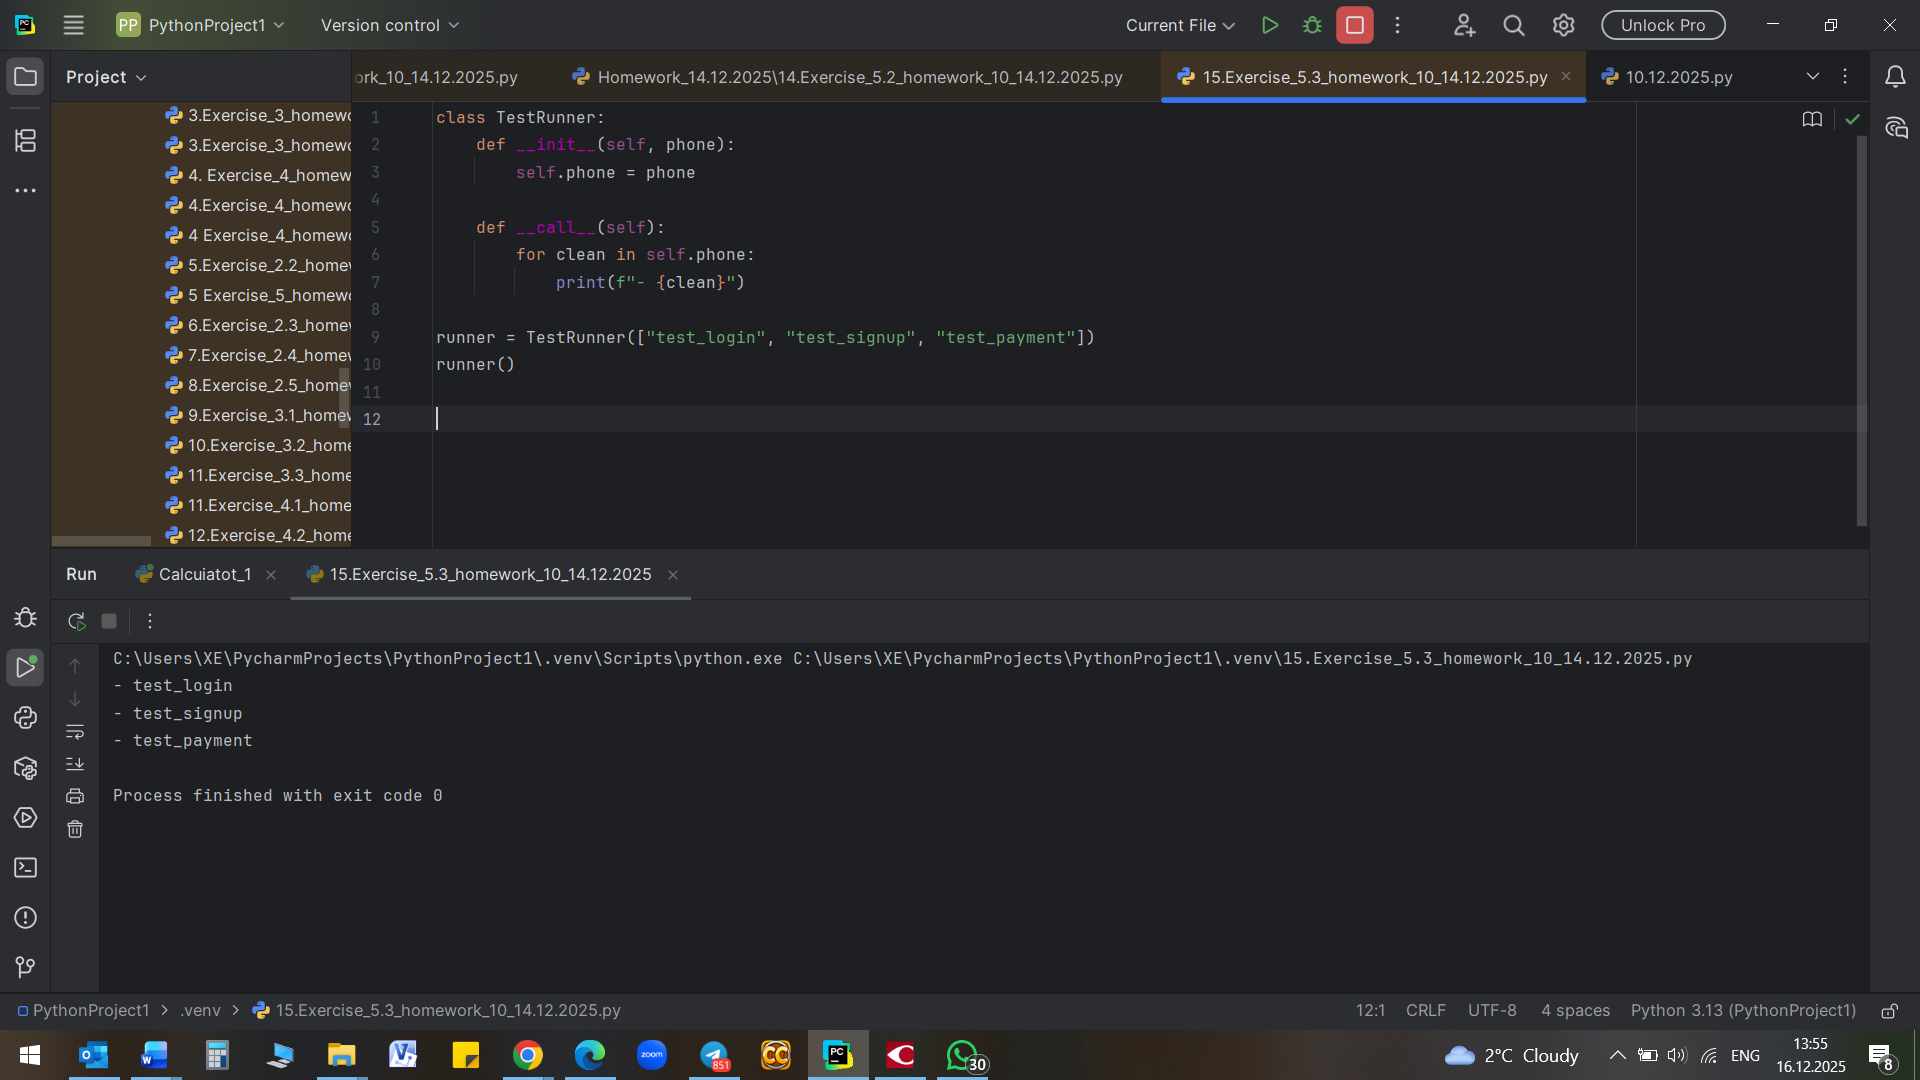 PC
PP PythonProject1
Version control
Current File
Unlock Pro
Project
ork_10_14.12.2025.py
Homework_14.12.2025\14.Exercise_5.2_homework_10_14.12.2025.py
15.Exercise_5.3_homework_10_14.12.2025.py
10.12.2025.py
3.Exercise_3_homew
3.Exercise_3_homew
4. Exercise_4_homew
4.Exercise_4_homew
4 Exercise_4_homew
5.Exercise_2.2_home
5 Exercise_5_homew
6.Exercise_2.3_home
7.Exercise_2.4_home
8.Exercise_2.5_home
9.Exercise_3.1_home
10.Exercise_3.2_home
11.Exercise_3.3_home
11.Exercise_4.1_home
12.Exercise_4.2_home
1 class TestRunner:
2 def __init__(self, phone):
3 self.phone = phone
4
5 def __call__(self):
6 for clean in self.phone:
7 print(f"- {clean}")
8
9 runner = TestRunner(["test_login", "test_signup", "test_payment"])
10 runner()
11
12
Run
Calcuiatot_1
15.Exercise_5.3_homework_10_14.12.2025
C:\Users\XE\PycharmProjects\PythonProject1\.venv\Scripts\python.exe C:\Users\XE\PycharmProjects\PythonProject1\.venv\15.Exercise_5.3_homework_10_14.12.2025.py
- test_login
- test_signup
- test_payment
Process finished with exit code 0
PythonProject1 > .venv > 15.Exercise_5.3_homework_10_14.12.2025.py
12:1 CRLF UTF-8 4 spaces Python 3.13 (PythonProject1)
zoom
851
PC
30
2°C Cloudy
ENG
13:55
16.12.2025
8